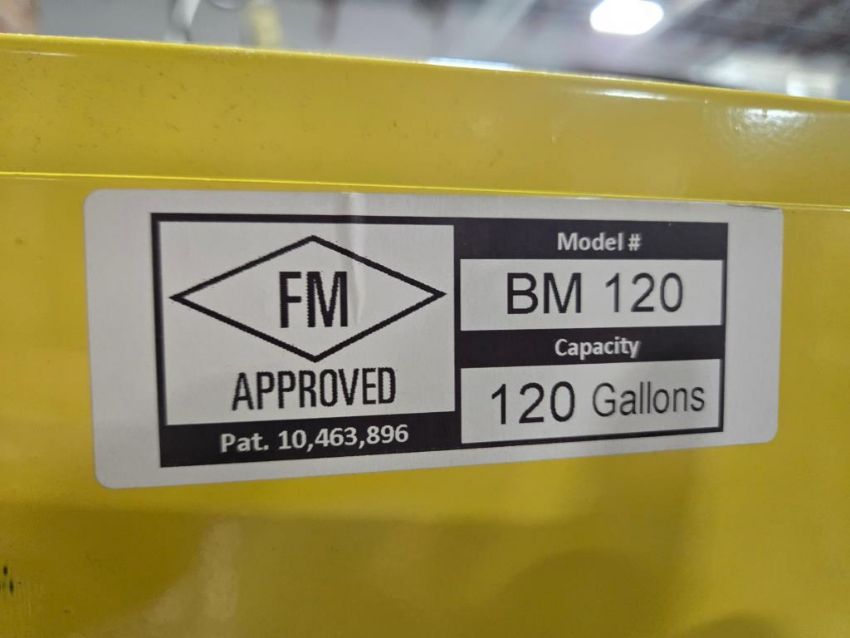 FM
APPROVED
Pat. 10,463,896
Model #
BM 120
Capacity
120 Gallons